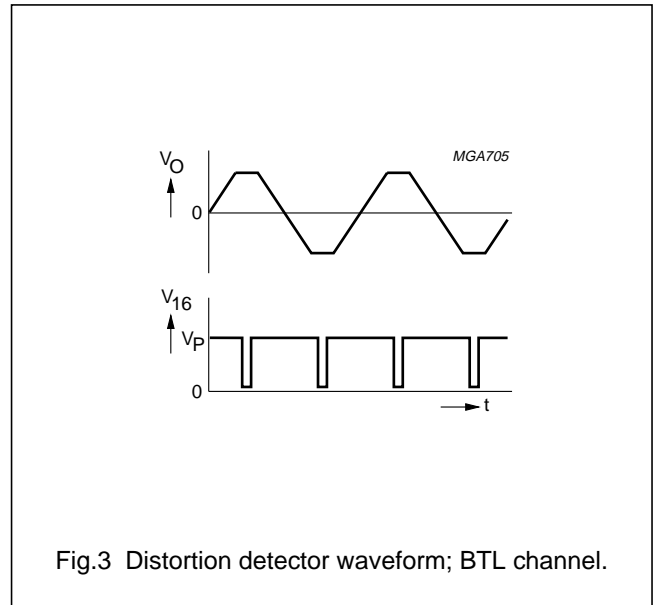 MGA705
VO
0
V16
VP
0
t
Fig.3 Distortion detector waveform; BTL channel.